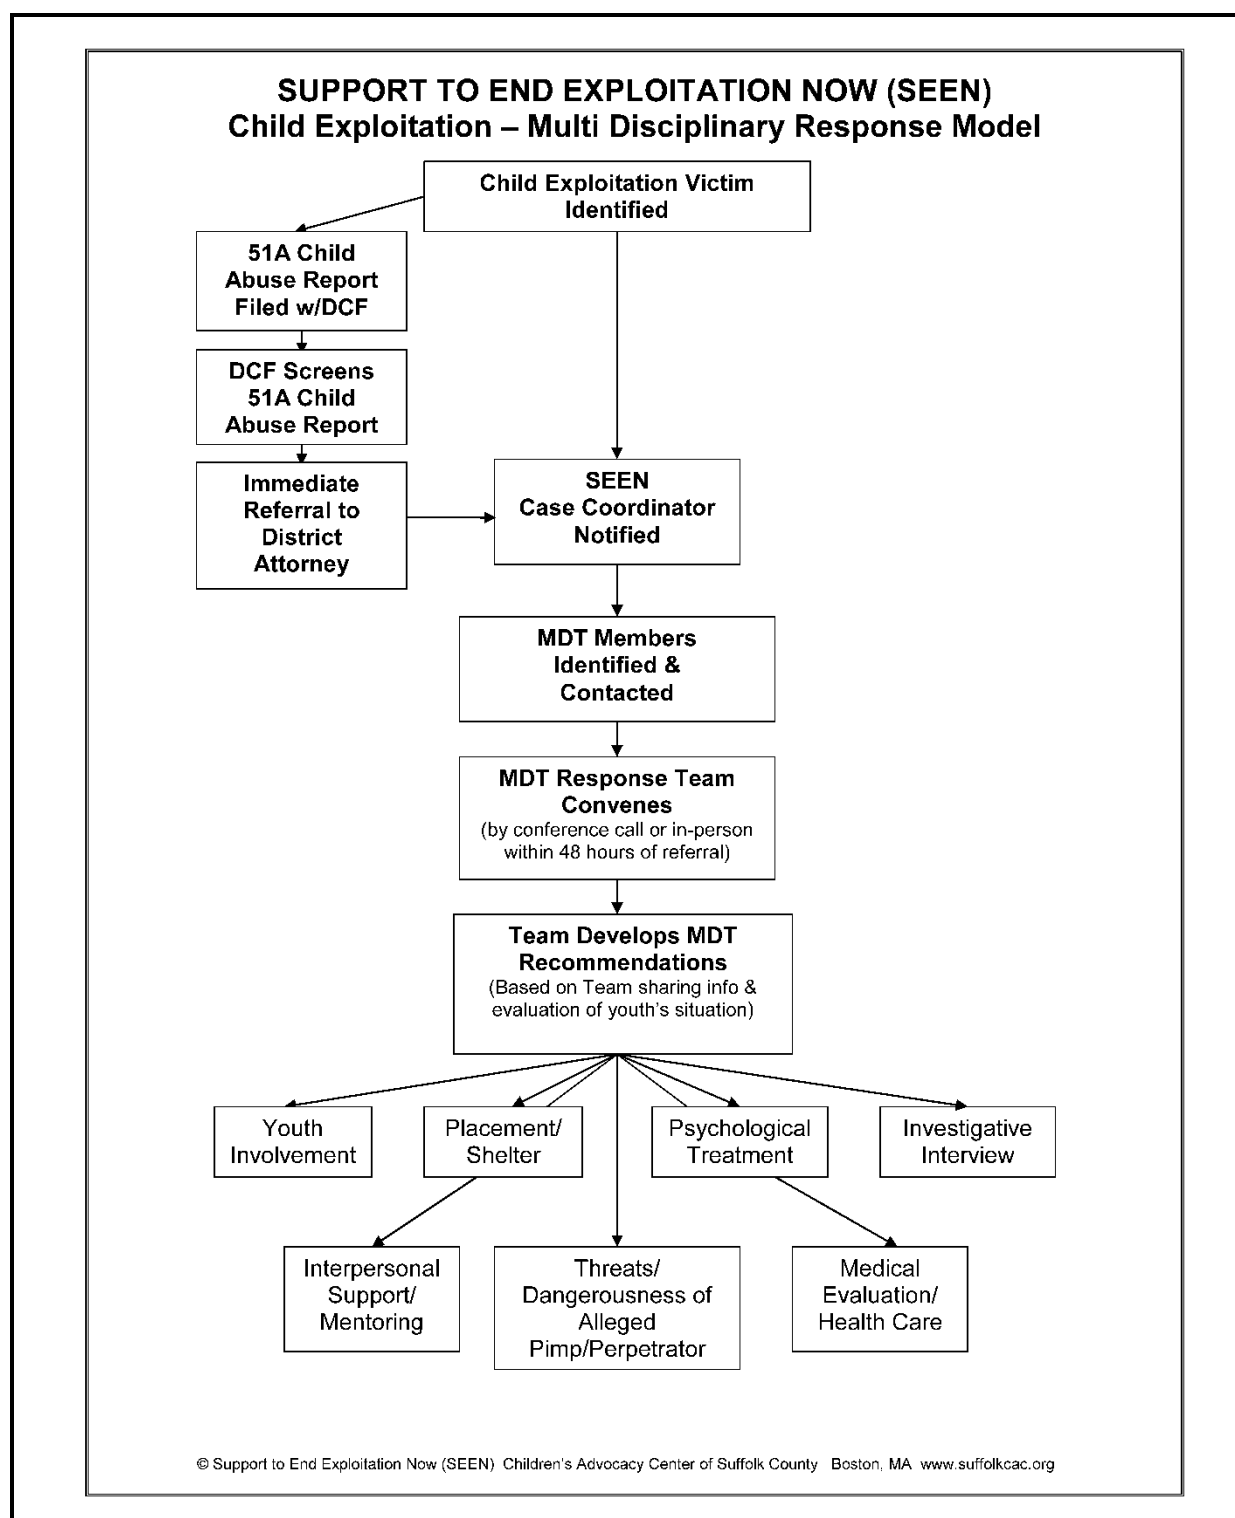 SUPPORT TO END EXPLOITATION NOW (SEEN)
Child Exploitation – Multi Disciplinary Response Model
Child Exploitation Victim
Identified
51A Child
Abuse Report
Filed w/DCF
DCF Screens
51A Child
Abuse Report
Immediate
Referral to
District
Attorney
SEEN
Case Coordinator
Notified
MDT Members
Identified &
Contacted
MDT Response Team
Convenes
(by conference call or in-person
within 48 hours of referral)
Team Develops MDT
Recommendations
(Based on Team sharing info &
evaluation of youth's situation)
Youth
Involvement
Placement/
Shelter
Psychological
Treatment
Investigative
Interview
Interpersonal
Support/
Mentoring
Threats/
Dangerousness of
Alleged
Pimp/Perpetrator
Medical
Evaluation/
Health Care
© Support to End Exploitation Now (SEEN) Children's Advocacy Center of Suffolk County Boston, MA www.suffolkcac.org